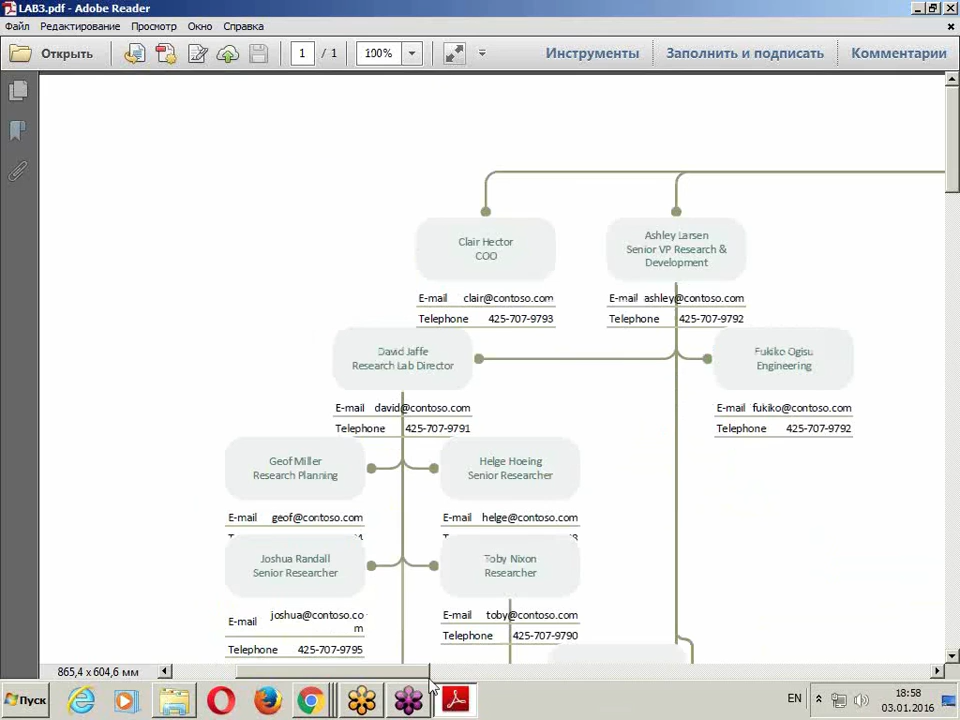 LAB3.pdf - Adobe Reader
Файл Редактирование Просмотр Окно Справка
Открыть 1 / 1 100% Инструменты Заполнить и подписать Комментарии
Clair Hector
COO
E-mail clair@contoso.com
Telephone 425-707-9793
Ashley Larsen
Senior VP Research &
Development
E-mail ashley@contoso.com
Telephone 425-707-9792
David Jaffe
Research Lab Director
E-mail david@contoso.com
Telephone 425-707-9791
Fukiko Ogisu
Engineering
E-mail fukiko@contoso.com
Telephone 425-707-9792
Geof Miller
Research Planning
E-mail geof@contoso.com
Helge Hoeing
Senior Researcher
E-mail helge@contoso.com
Joshua Randall
Senior Researcher
E-mail joshua@contoso.co
m
Telephone 425-707-9795
Toby Nixon
Researcher
E-mail toby@contoso.com
Telephone 425-707-9790
865,4 x 604,6 мм
Пуск
EN
18:58
03.01.2016